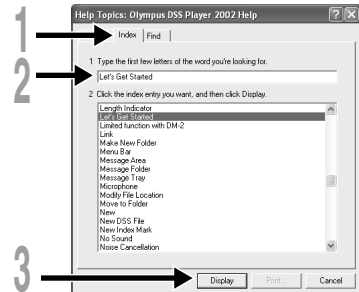 Help Topics: Olympus DSS Player 2002 Help
1
Index
Find
1 Type the first few letters of the word you're looking for.
2
Let's Get Started
2 Click the index entry you want, and then click Display.
Length Indicator
Let's Get Started
Limited function with DM-2
Link
Make New Folder
Menu Bar
Message Area
Message Folder
Message Tray
Microphone
Modify File Location
Move to Folder
New
New DSS File
New Index Mark
No Sound
Noise Cancellation
3
Display
Print...
Cancel